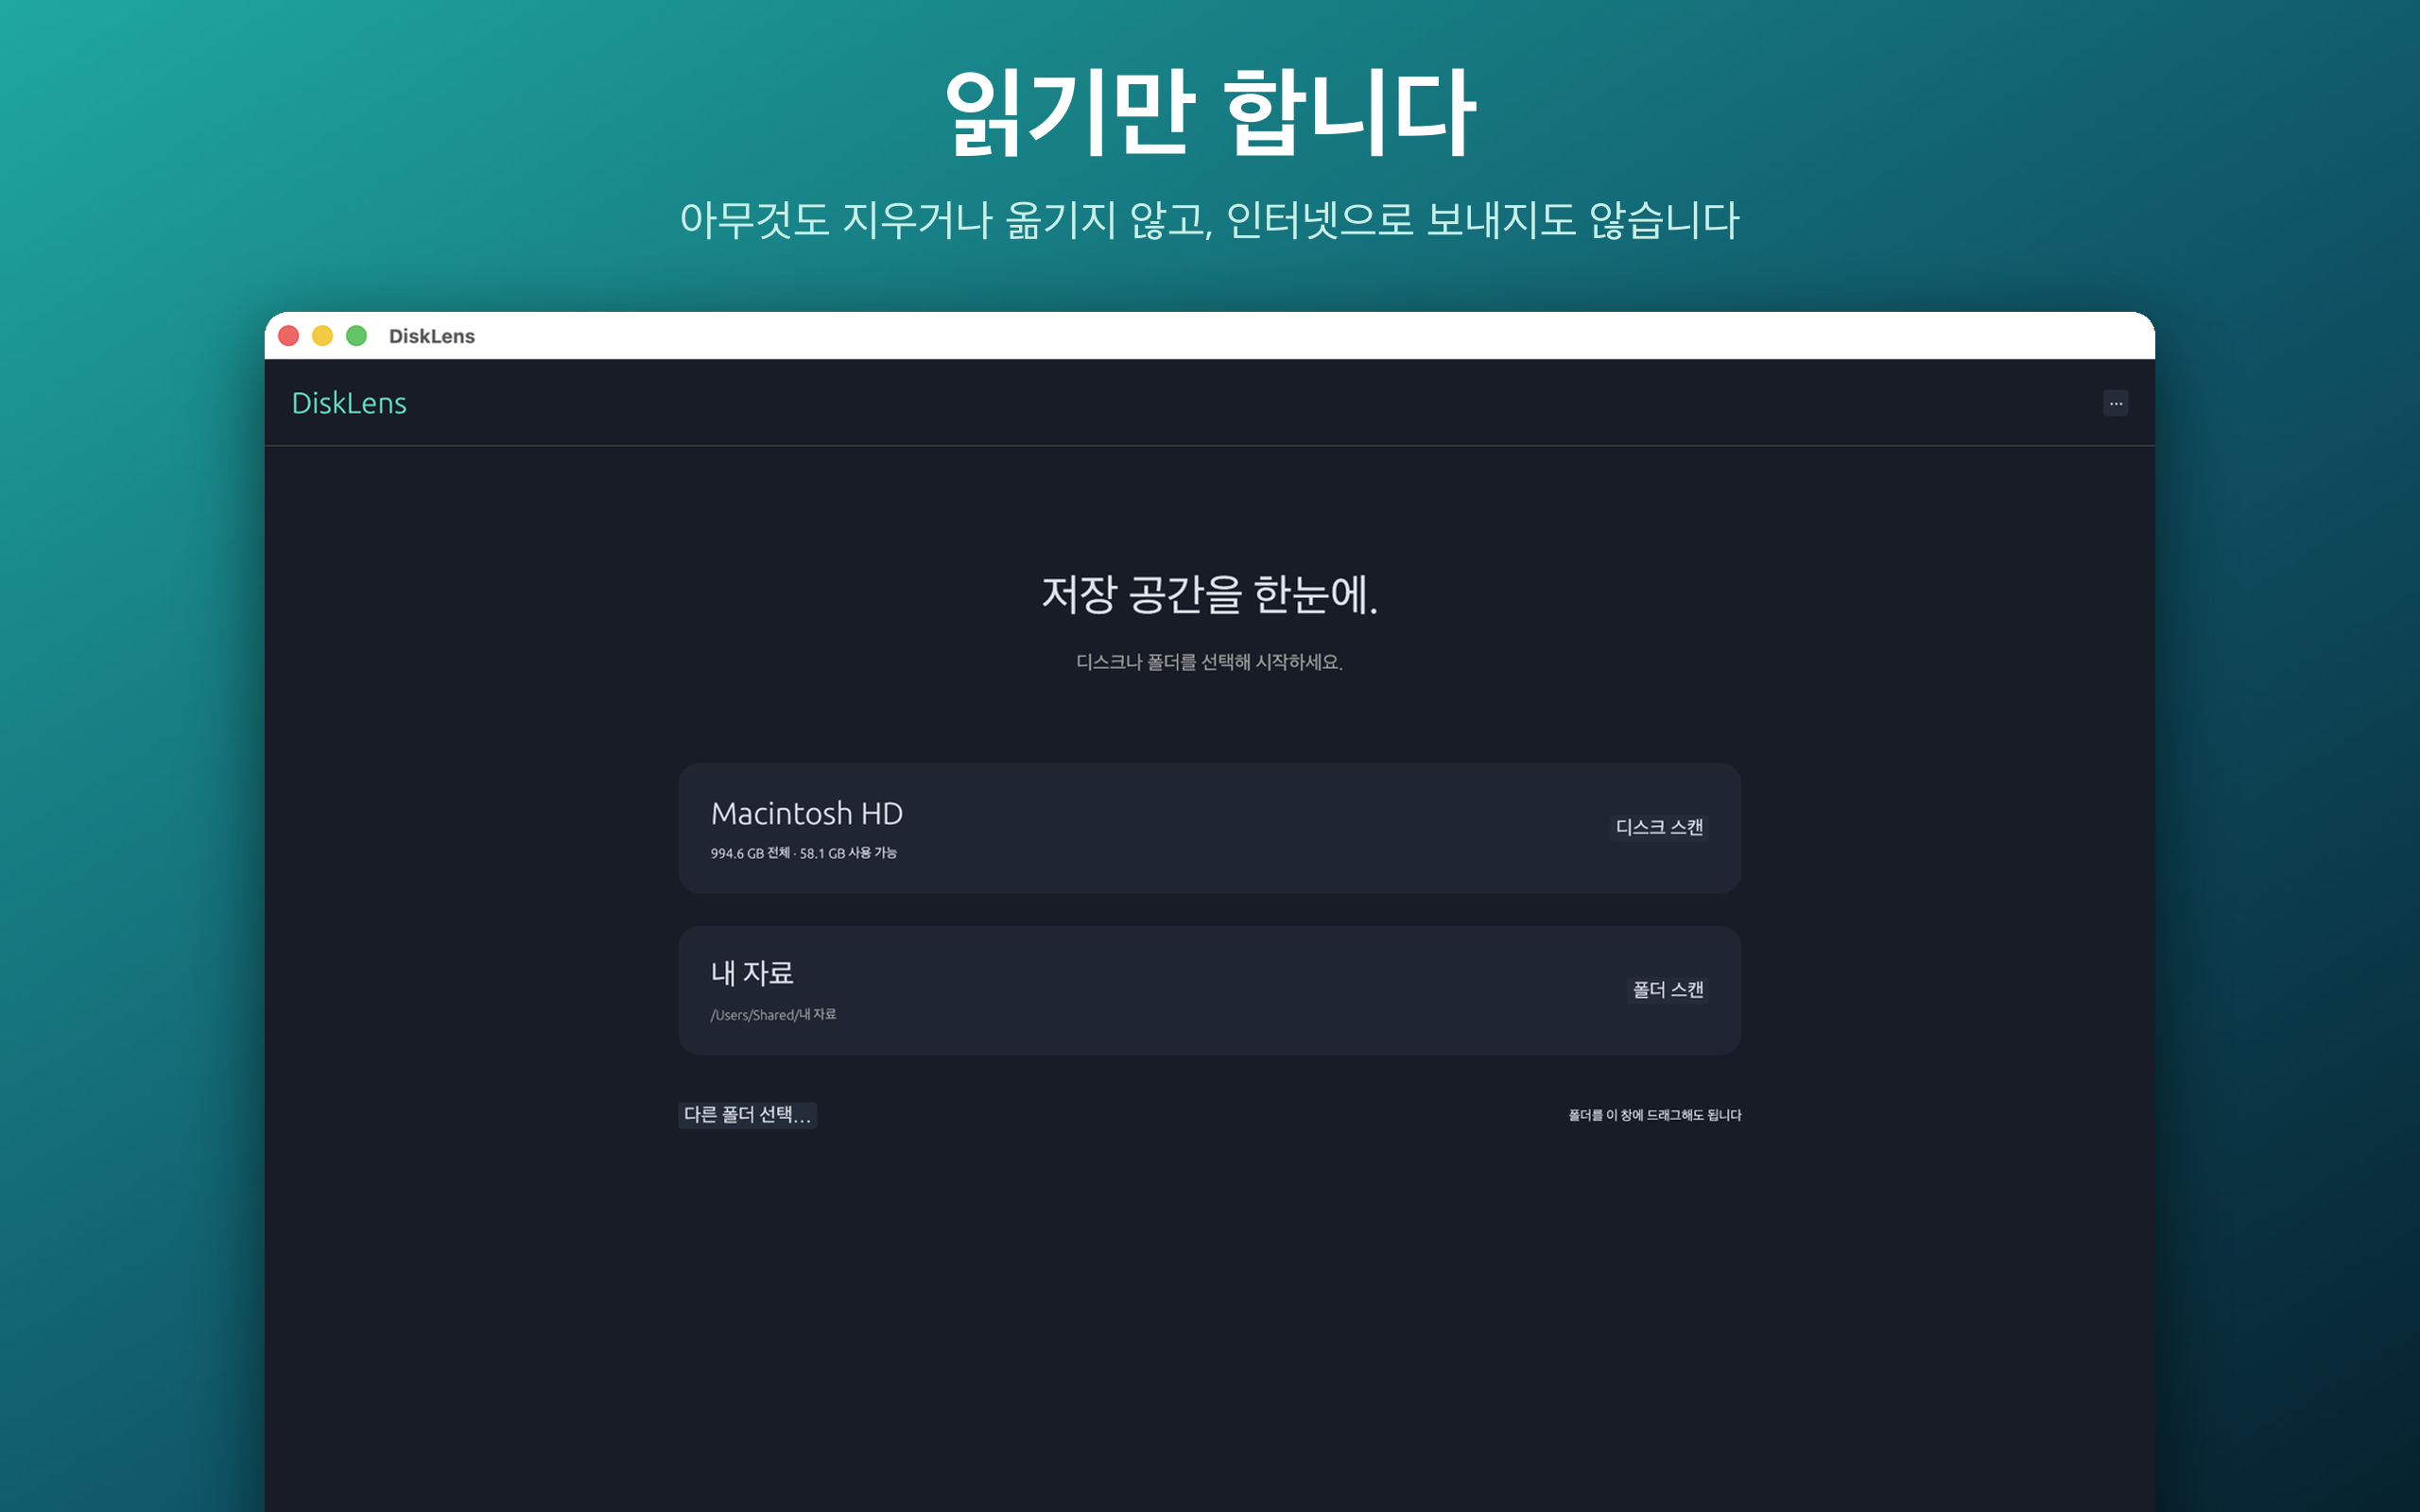 읽기만 합니다
아무것도 지우거나 옮기지 않고, 인터넷으로 보내지도 않습니다
DiskLens
DiskLens
...
저장 공간을 한눈에.
디스크나 폴더를 선택해 시작하세요.
Macintosh HD
994.6 GB 전체 · 58.1 GB 사용 가능
디스크 스캔
내 자료
/Users/Shared/내 자료
폴더 스캔
다른 폴더 선택...
폴더를 이 창에 드래그해도 됩니다